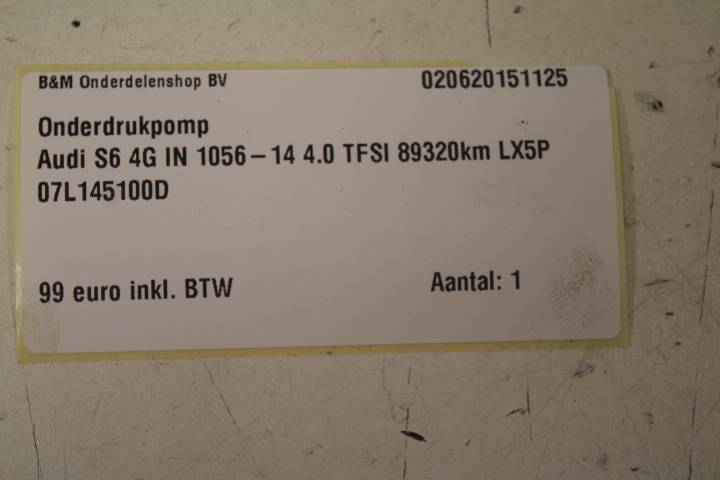 B&M Onderdelenshop BV 020620151125
Onderdrukpomp
Audi S6 4G IN 1056-14 4.0 TFSI 89320km LX5P
07L145100D
99 euro inkl. BTW Aantal: 1